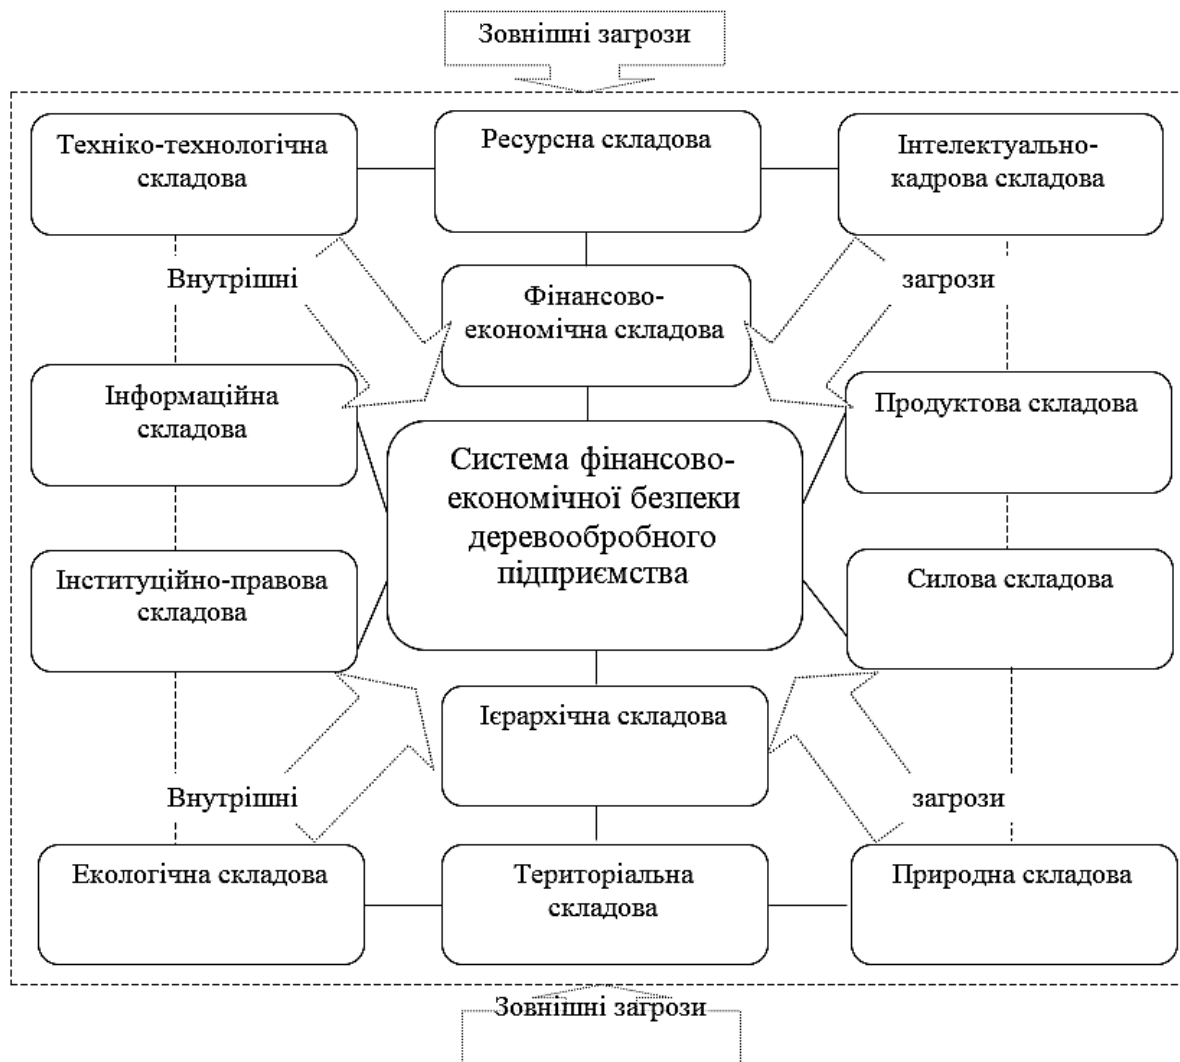 Зовнішні загрози
Техніко-технологічна
складова
Ресурсна складова
Інтелектуально-
кадрова складова
Внутрішні
загрози
Фінансово-
економічна складова
Інформаційна
складова
Продуктова складова
Система фінансово-
економічної безпеки
деревообробного
підприємства
Інституційно-правова
складова
Силова складова
Ієрархічна складова
Внутрішні
загрози
Екологічна складова
Територіальна
складова
Природна складова
Зовнішні загрози